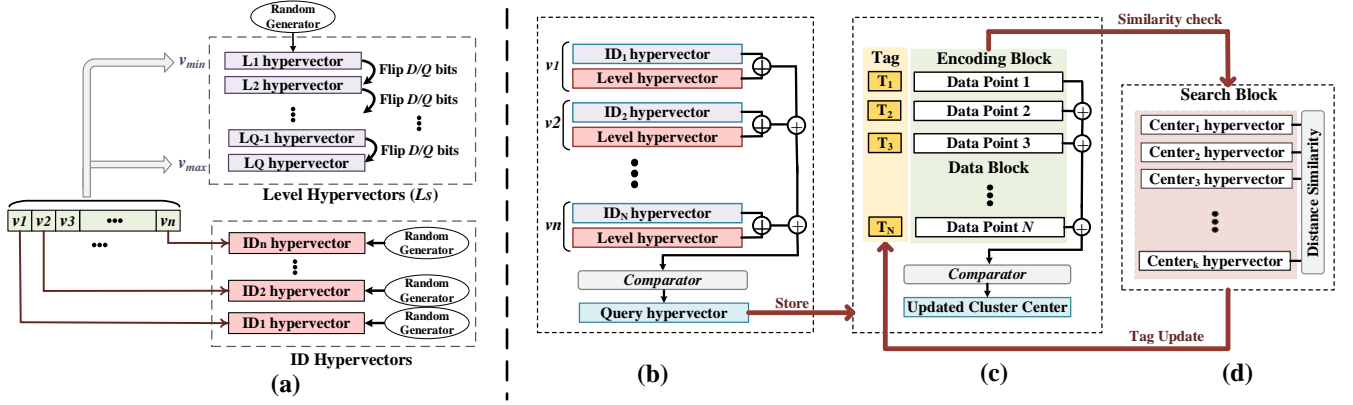 Random
Generator
v_min
L1 hypervector
Flip D/Q bits
L2 hypervector
Flip D/Q bits
LQ-1 hypervector
Flip D/Q bits
v_max
LQ hypervector
Level Hypervectors (Ls)
v1 v2 v3 ••• vn
•••
IDn hypervector
Random
Generator
ID2 hypervector
Random
Generator
ID1 hypervector
Random
Generator
ID Hypervectors
(a)
v1
ID1 hypervector
Level hypervector
v2
ID2 hypervector
Level hypervector
vn
IDN hypervector
Level hypervector
Comparator
Query hypervector
Store
(b)
Tag
Encoding Block
T1
Data Point 1
T2
Data Point 2
T3
Data Point 3
Data Block
TN
Data Point N
Comparator
Updated Cluster Center
(c)
Similarity check
Search Block
Center1 hypervector
Center2 hypervector
Center3 hypervector
Centerk hypervector
Distance Similarity
Tag Update
(d)